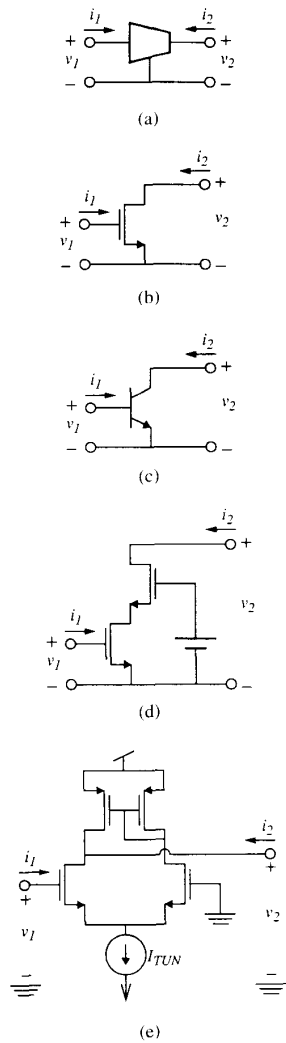 i1 i2
+ +
v1 v2
− −
(a)
i2
+
i1
+ v2
v1
− −
(b)
i2
+
i1
+ v2
v1
− −
(c)
i2
+
i1
+ v2
v1
− −
(d)
i1 i2
+ +
v1 v2
ITUN
− −
(e)